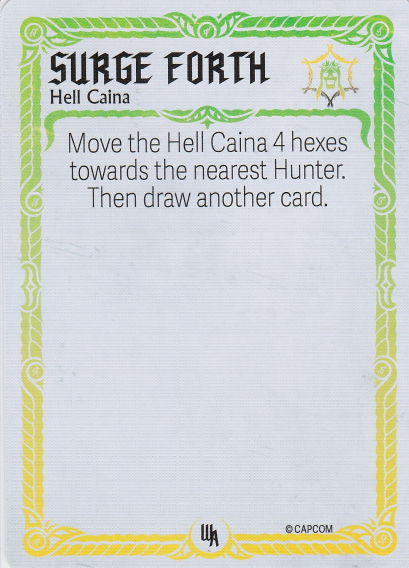 SURGE FORTH
Hell Caina
Move the Hell Caina 4 hexes
towards the nearest Hunter.
Then draw another card.
© CAPCOM